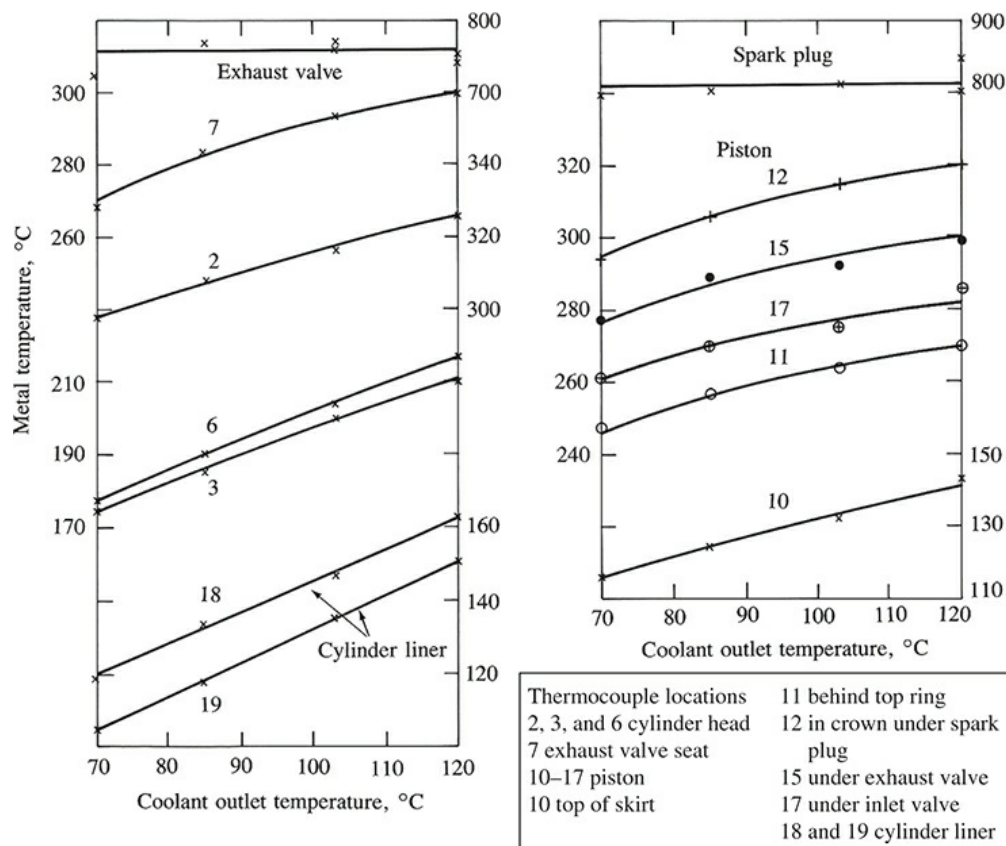 800
Exhaust valve
300
700
7
280
340
260
2
320
300
Metal temperature, °C
210
6
190
3
170
160
18
140
Cylinder liner
120
19
70
80
90
100
110
120
Coolant outlet temperature, °C
900
Spark plug
800
Piston
320
12
300
15
280
17
11
260
240
150
10
130
110
70
80
90
100
110
120
Coolant outlet temperature, °C
Thermocouple locations
2, 3, and 6 cylinder head
7 exhaust valve seat
10–17 piston
10 top of skirt
11 behind top ring
12 in crown under spark
plug
15 under exhaust valve
17 under inlet valve
18 and 19 cylinder liner